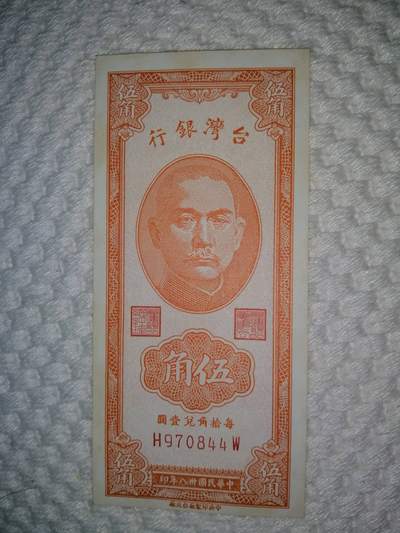 伍角 伍角
台灣銀行
伍角
每拾角兌壹圓
H970844W
伍角 伍角
中華民國卅八年印